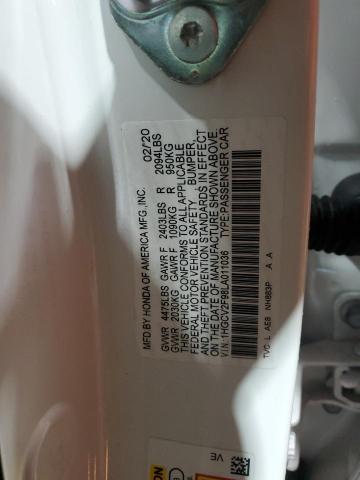 MFD.BY HONDA OF AMERICA MFG.,INC. 02/'20
GVWR 4475LBS GAWR F 2403LBS R 2094LBS
GVWR 2030KG GAWR F 1090KG R 950KG
THIS VEHICLE CONFORMS TO ALL APPLICABLE
FEDERAL MOTOR VEHICLE SAFETY , BUMPER,
AND THEFT PREVENTION STANDARDS IN EFFECT
ON THE DATE OF MANUFACTURE SHOWN ABOVE.
V.I.N. TYPE:PASSENGER CAR
TVC- L AE8 NH883P A A
VE
ION